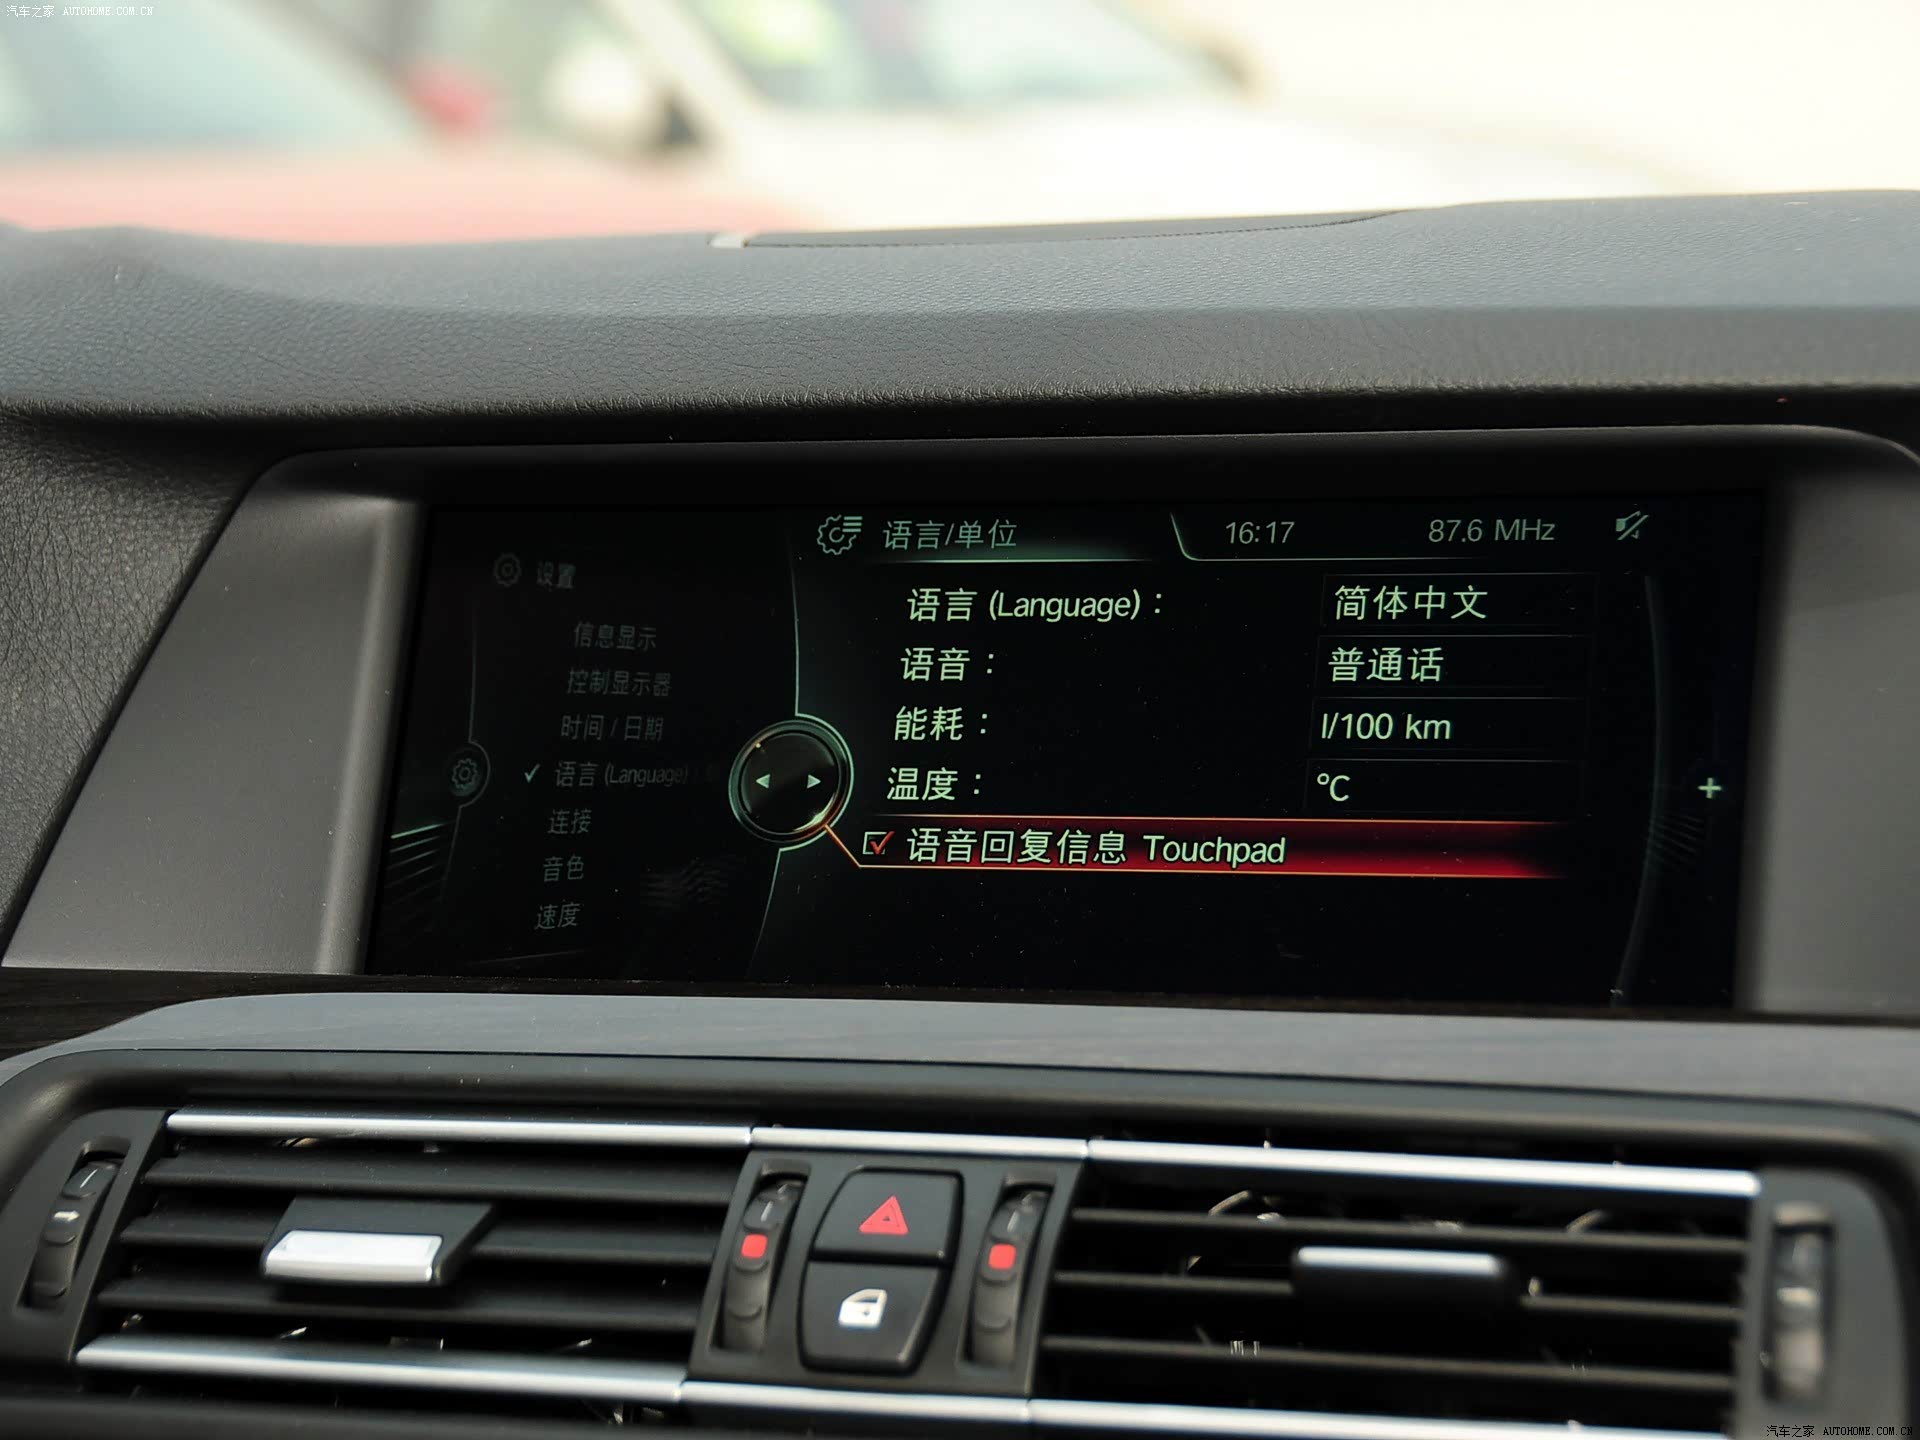 汽车之家 AUTOHOME.COM.CN
语言/单位
16:17
87.6 MHz
设置
信息显示
控制显示器
时间 / 日期
语言 (Language) :
连接
音色
速度
语言 (Language) :
简体中文
语音 :
普通话
能耗 :
l/100 km
温度 :
°C
语音回复信息 Touchpad
汽车之家 AUTOHOME.COM.CN